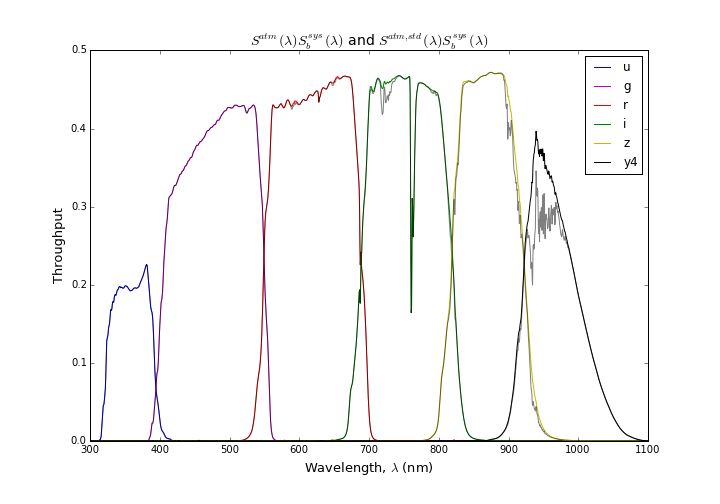 S^{atm}(λ)S_b^{sys}(λ) and S^{atm,std}(λ)S_b^{sys}(λ)
0.5
0.4
0.3
0.2
0.1
0.0
Throughput
300 400 500 600 700 800 900 1000 1100
Wavelength, λ (nm)
u
g
r
i
z
y4